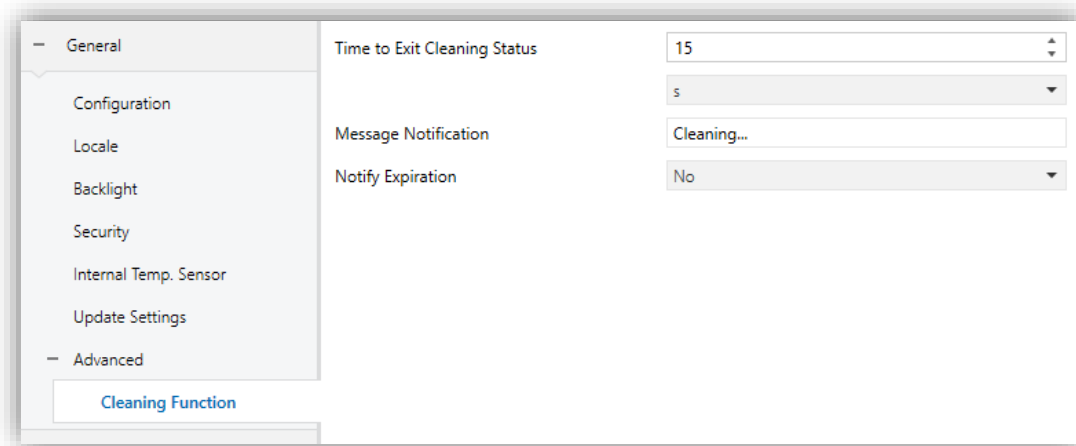 General
Configuration
Locale
Backlight
Security
Internal Temp. Sensor
Update Settings
Advanced
Cleaning Function
Time to Exit Cleaning Status
15
s
Message Notification
Cleaning...
Notify Expiration
No